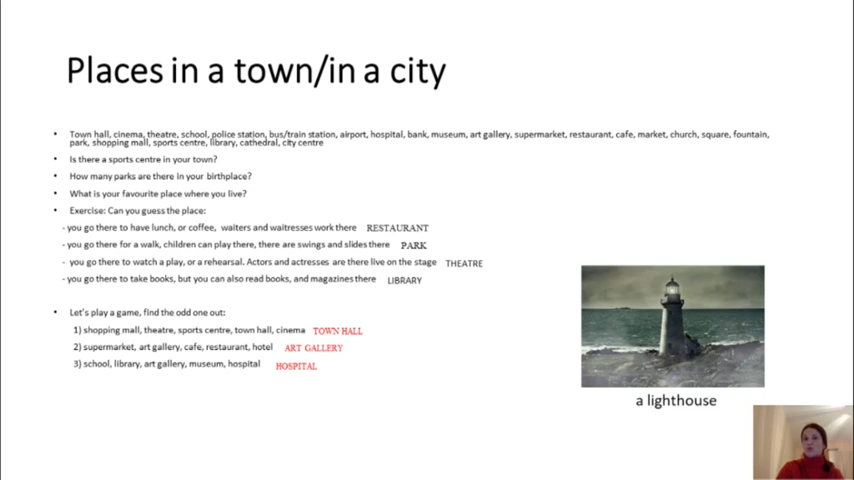 Places in a town/in a city
• Town hall, cinema, theatre, school, police station, bus/train station, airport, hospital, bank, museum, art gallery, supermarket, restaurant, cafe, market, church, square, fountain,
park, shopping mall, sports centre, library, cathedral, city centre
• Is there a sports centre in your town?
• How many parks are there in your birthplace?
• What is your favourite place where you live?
• Exercise: Can you guess the place:
- you go there to have lunch, or coffee, waiters and waitresses work there RESTAURANT
- you go there for a walk, children can play there, there are swings and slides there PARK
- you go there to watch a play, or a rehearsal. Actors and actresses are there live on the stage THEATRE
- you go there to take books, but you can also read books, and magazines there LIBRARY
• Let's play a game, find the odd one out:
1) shopping mall, theatre, sports centre, town hall, cinema TOWN HALL
2) supermarket, art gallery, cafe, restaurant, hotel ART GALLERY
3) school, library, art gallery, museum, hospital HOSPITAL
a lighthouse